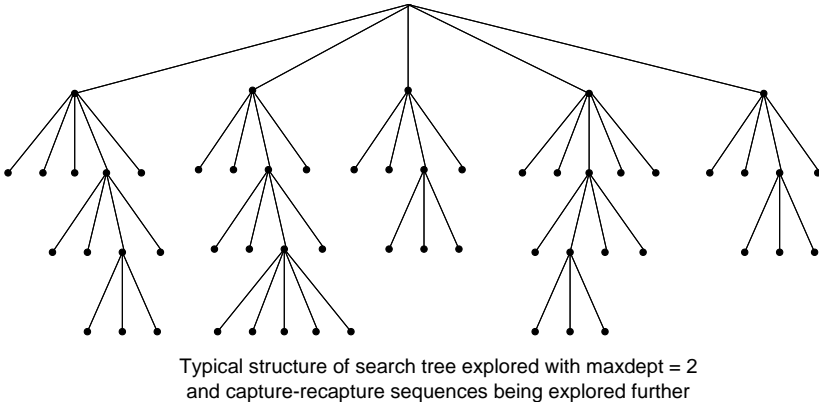 Typical structure of search tree explored with maxdept = 2
and capture-recapture sequences being explored further